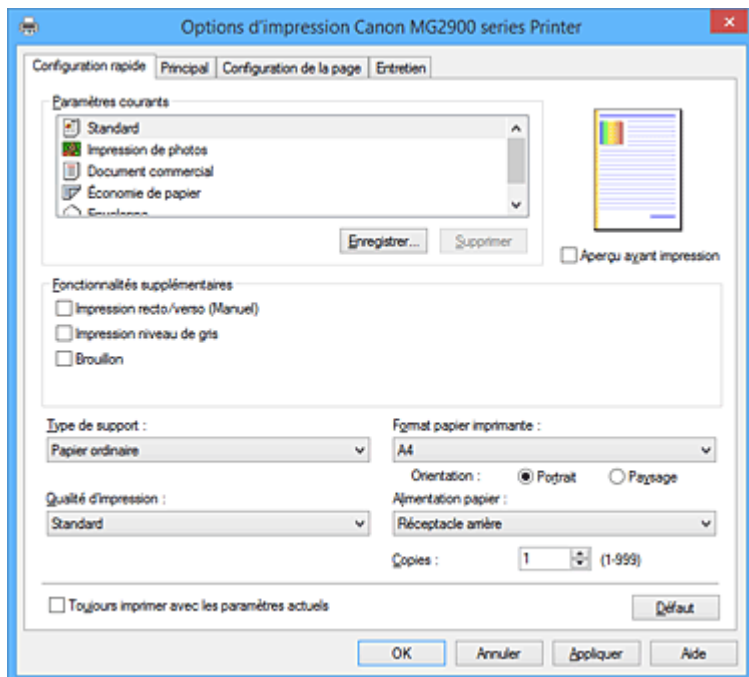 Options d'impression Canon MG2900 series Printer
Configuration rapide Principal Configuration de la page Entretien
Paramètres courants
Standard
Impression de photos
Document commercial
Économie de papier
Enregistrer... Supprimer
Aperçu avant impression
Fonctionnalités supplémentaires
Impression recto/verso (Manuel)
Impression niveau de gris
Brouillon
Type de support :
Papier ordinaire
Format papier imprimante :
A4
Orientation : Portrait Paysage
Qualité d'impression :
Standard
Alimentation papier :
Réceptacle arrière
Copies : 1 (1-999)
Toujours imprimer avec les paramètres actuels
Défaut
OK Annuler Appliquer Aide